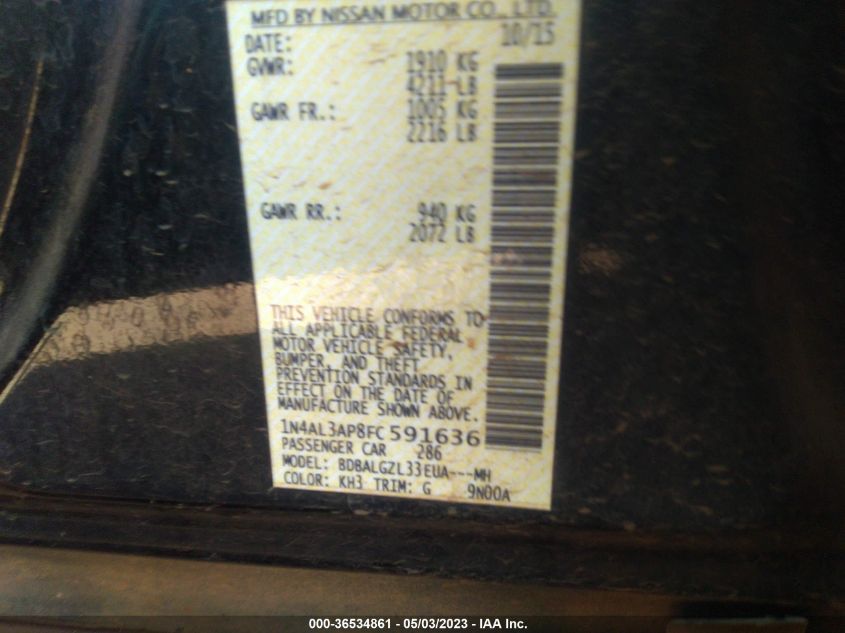 MFD BY NISSAN MOTOR CO., LTD.
DATE: 10/15
GVWR: 1910 KG
4211 LB
GAWR FR.: 1005 KG
2216 LB
GAWR RR.: 940 KG
2072 LB
THIS VEHICLE CONFORMS TO
ALL APPLICABLE FEDERAL
MOTOR VEHICLE SAFETY,
BUMPER, AND THEFT
PREVENTION STANDARDS IN
EFFECT ON THE DATE OF
MANUFACTURE SHOWN ABOVE.
1N4AL3AP8FC591636
PASSENGER CAR 286
MODEL: BDBALGZL33EUA---MH
COLOR: KH3 TRIM: G 9N00A
000-36534861 - 05/03/2023 - IAA Inc.